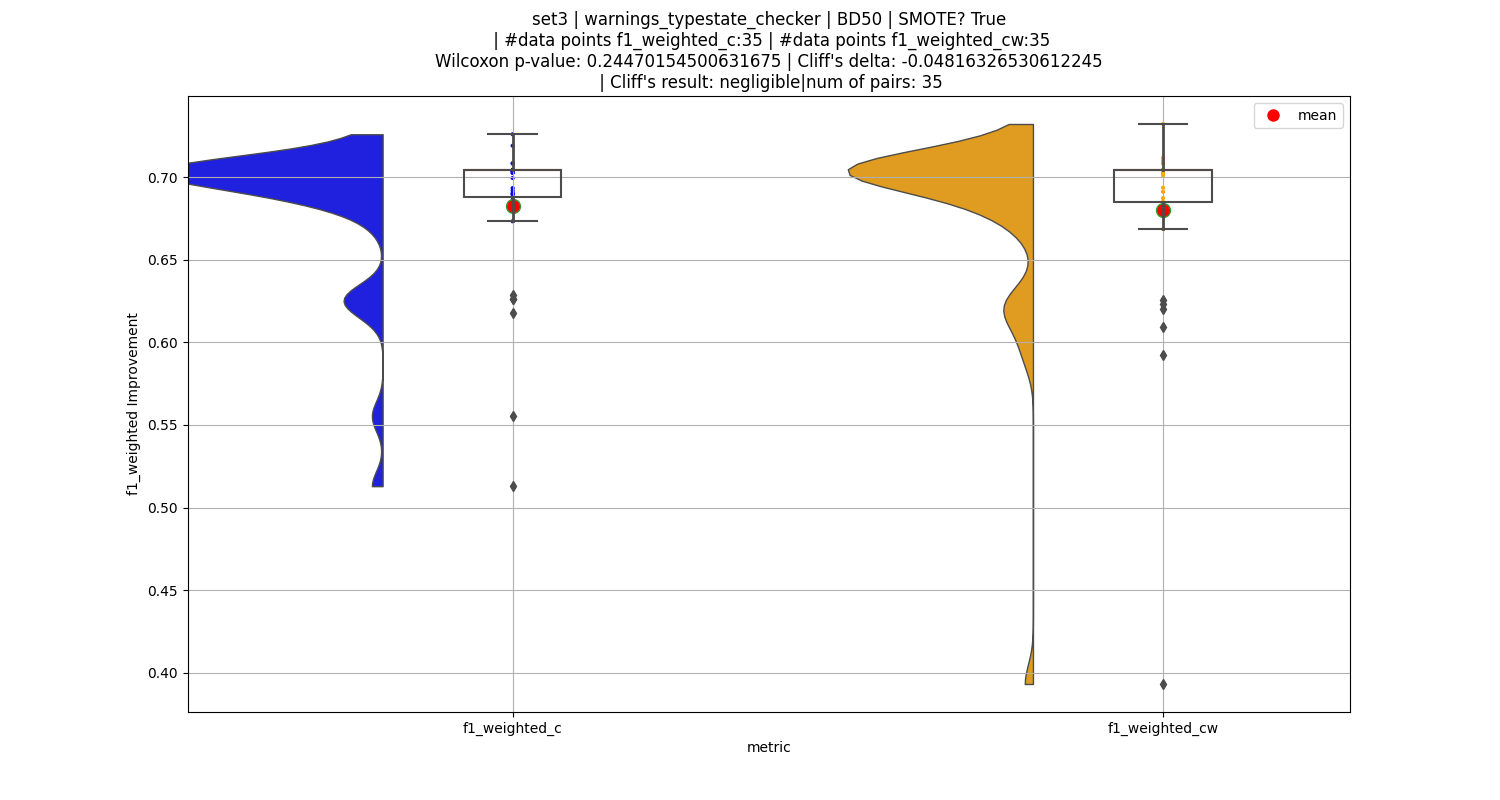 set3 | warnings_typestate_checker | BD50 | SMOTE? True
| #data points f1_weighted_c:35 | #data points f1_weighted_cw:35
Wilcoxon p-value: 0.24470154500631675 | Cliff's delta: -0.04816326530612245
| Cliff's result: negligible|num of pairs: 35
mean
0.70
0.65
0.60
0.55
0.50
0.45
0.40
f1_weighted Improvement
f1_weighted_c
f1_weighted_cw
metric